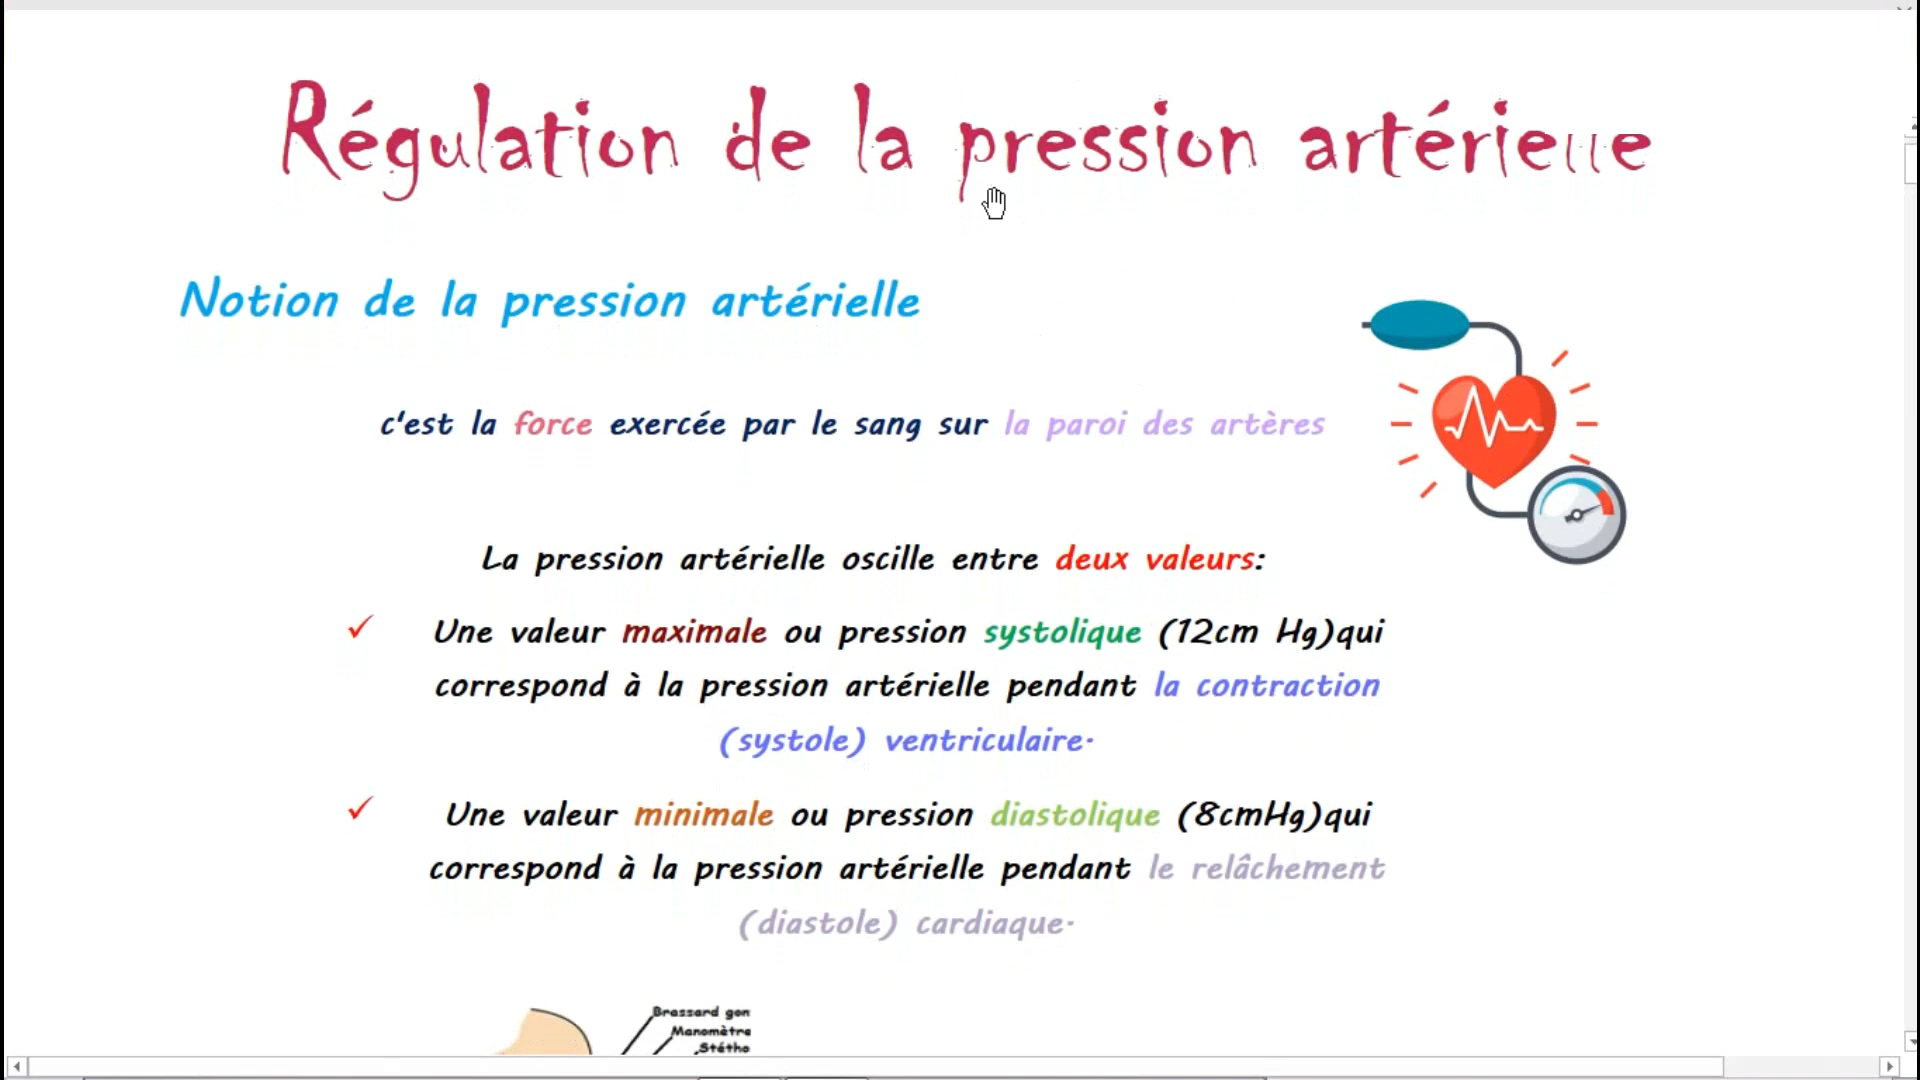 Régulation de la pression artérielle
Notion de la pression artérielle
c'est la force exercée par le sang sur la paroi des artères
La pression artérielle oscille entre deux valeurs:
Une valeur maximale ou pression systolique (12cm Hg)qui
correspond à la pression artérielle pendant la contraction
(systole) ventriculaire.
Une valeur minimale ou pression diastolique (8cmHg)qui
correspond à la pression artérielle pendant le relâchement
(diastole) cardiaque.
Brassard gon
Manomètre
Stétho